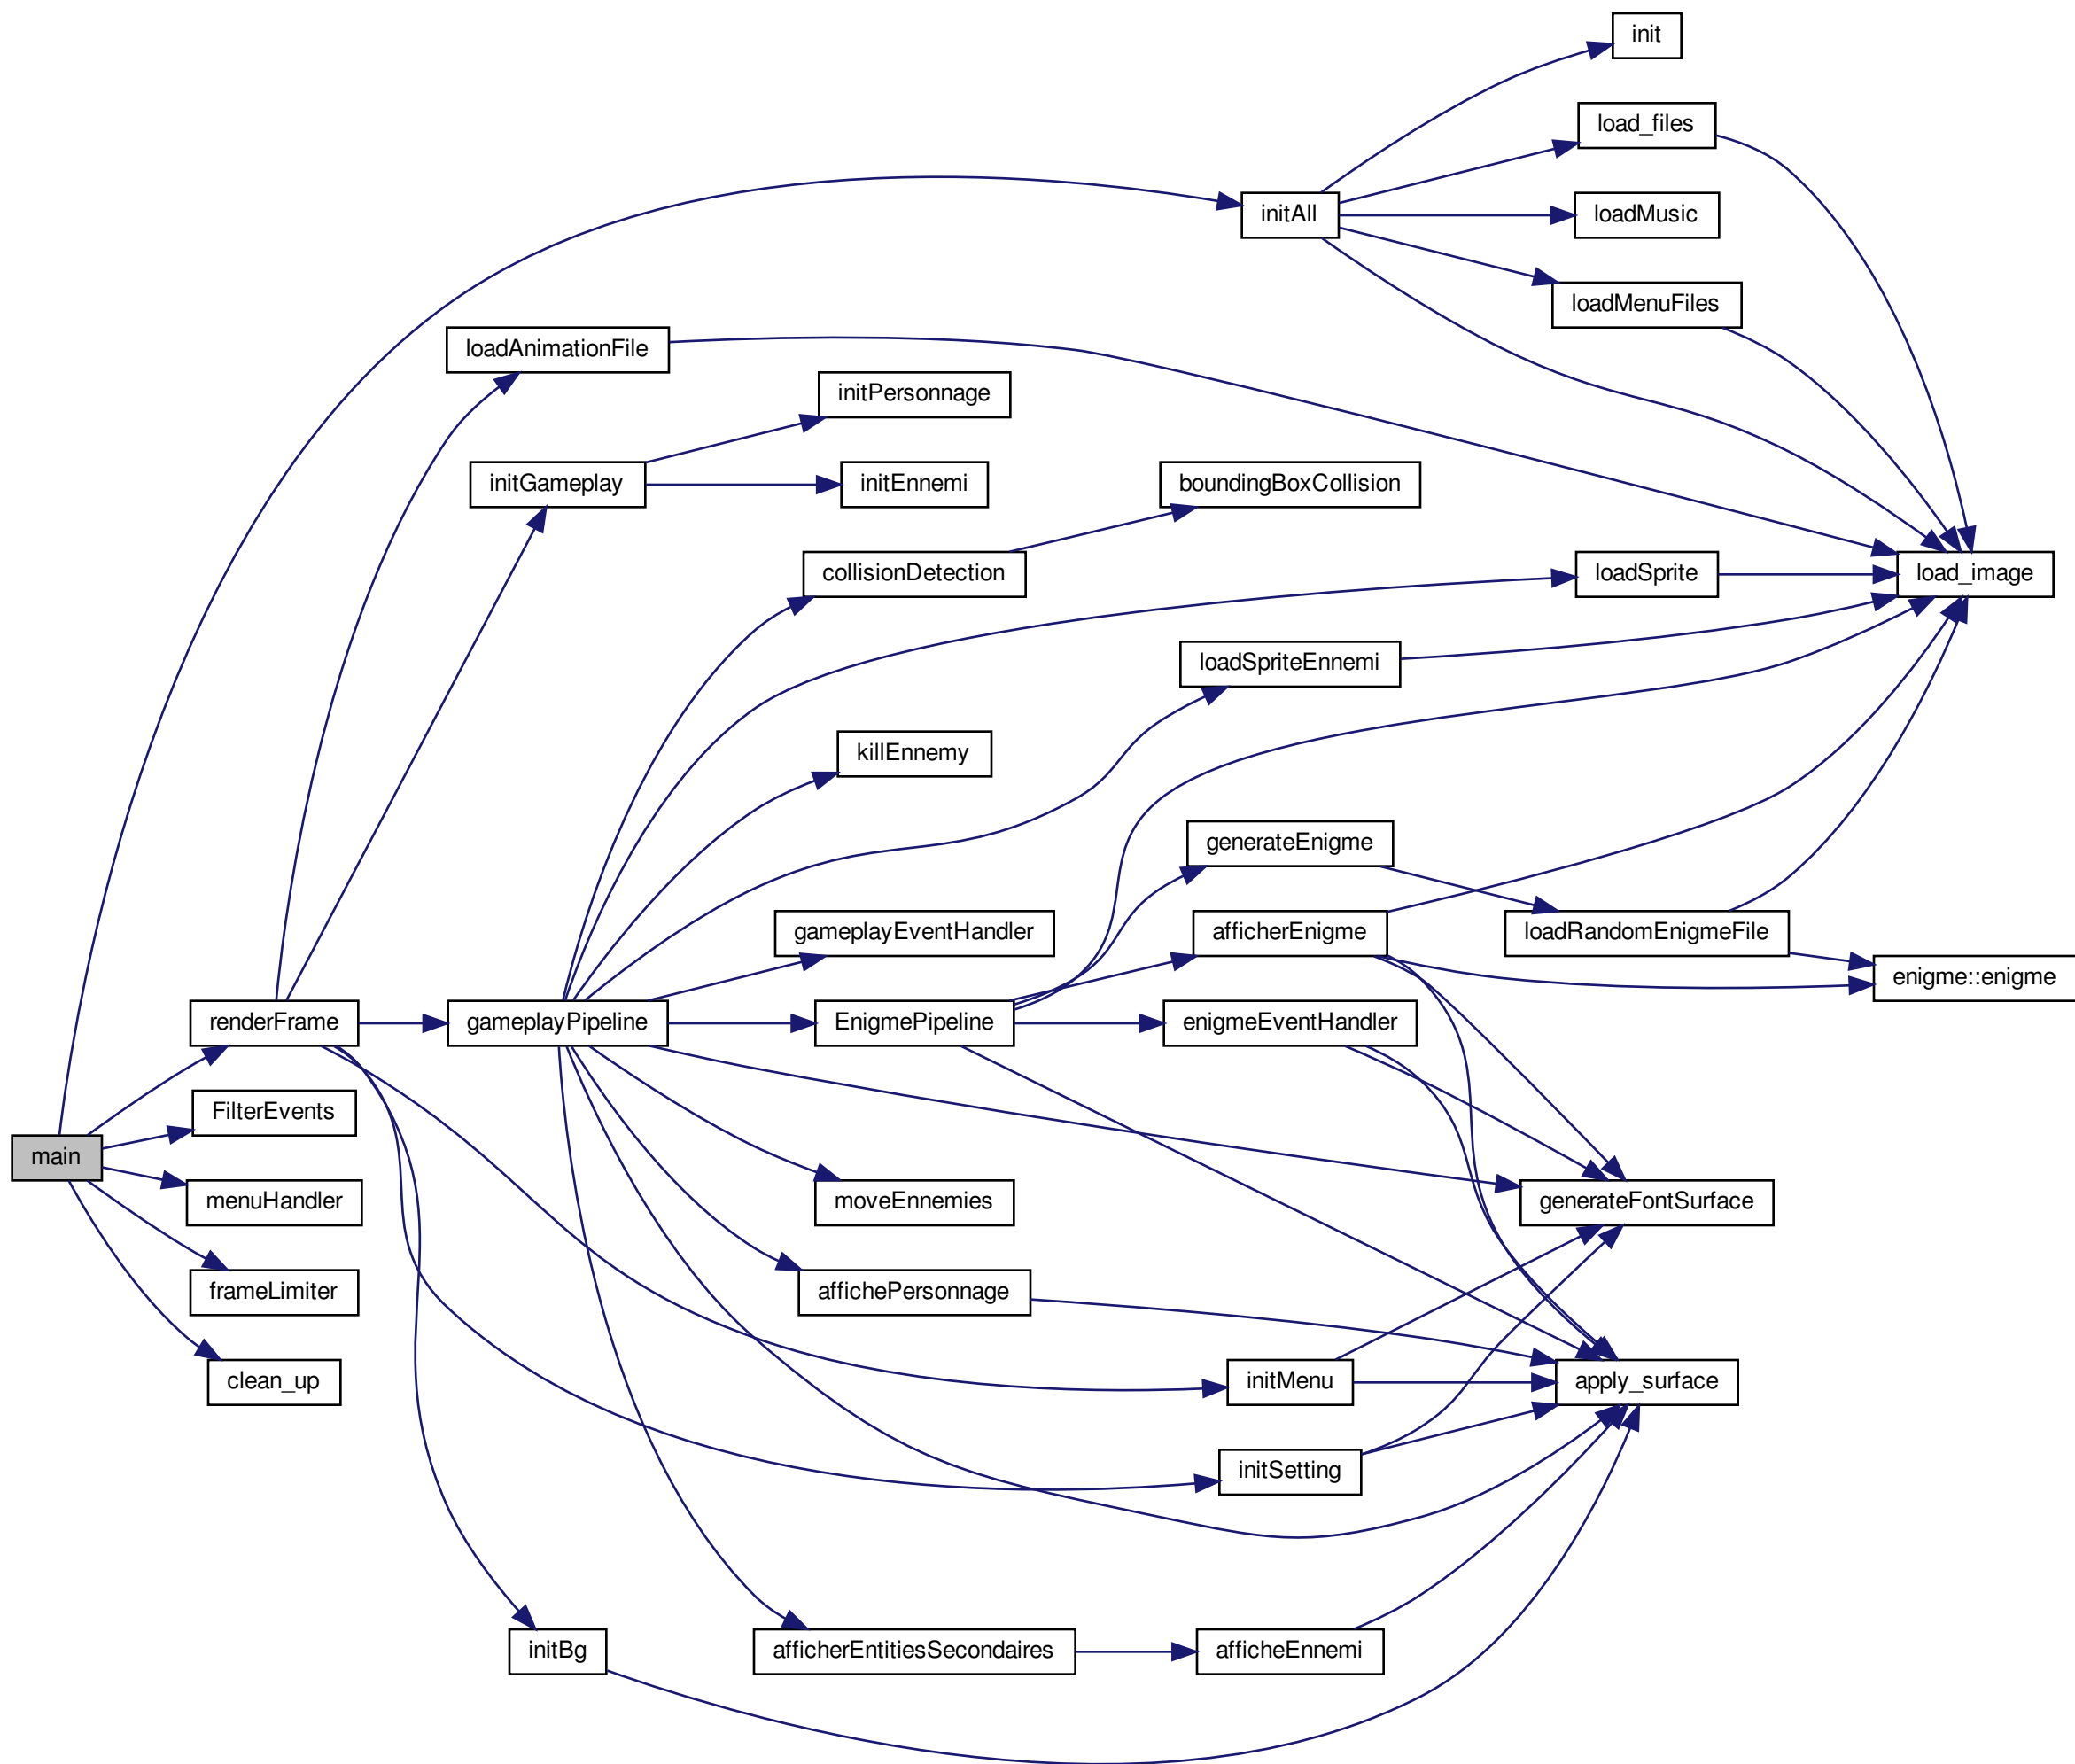 init
load_files
initAll
loadMusic
loadMenuFiles
loadAnimationFile
initPersonnage
initGameplay
initEnnemi
boundingBoxCollision
collisionDetection
loadSprite
load_image
loadSpriteEnnemi
killEnnemy
generateEnigme
gameplayEventHandler
afficherEnigme
loadRandomEnigmeFile
enigme::enigme
renderFrame
gameplayPipeline
EnigmePipeline
enigmeEventHandler
FilterEvents
main
menuHandler
moveEnnemies
generateFontSurface
frameLimiter
affichePersonnage
clean_up
initMenu
apply_surface
initSetting
initBg
afficherEntitiesSecondaires
afficheEnnemi